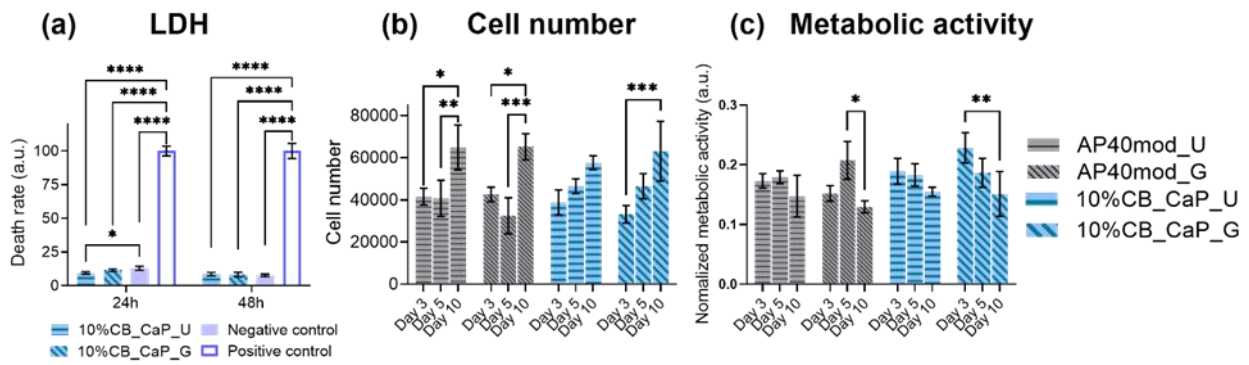 (a) LDH
Death rate (a.u.)
100
75
50
25
0
**** ****
**** ****
**** ****
*
24h 48h
10%CB_CaP_U Negative control
10%CB_CaP_G Positive control
(b) Cell number
Cell number
80000
60000
40000
20000
0
* * ***
** ***
Day 3 Day 5 Day 10 Day 3 Day 5 Day 10 Day 3 Day 5 Day 10 Day 3 Day 5 Day 10
(c) Metabolic activity
Nomalized metabolic activity (a.u.)
0.3
0.2
0.1
0.0
* **
Day 3 Day 5 Day 10 Day 3 Day 5 Day 10 Day 3 Day 5 Day 10 Day 3 Day 5 Day 10
AP40mod_U
AP40mod_G
10%CB_CaP_U
10%CB_CaP_G